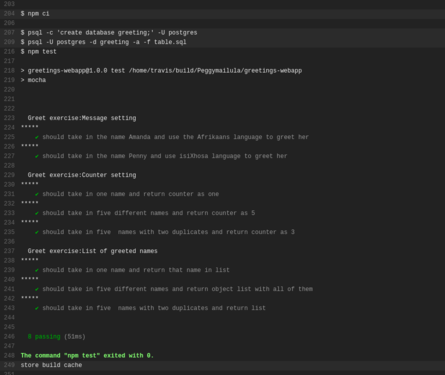 203
204 $ npm ci
206
207 $ psql -c 'create database greeting;' -U postgres
209 $ psql -U postgres -d greeting -a -f table.sql
216 $ npm test
217
218 > greetings-webapp@1.0.0 test /home/travis/build/Peggymailula/greetings-webapp
219 > mocha
220
221
222
223 Greet exercise:Message setting
224 *****
225 ✔ should take in the name Amanda and use the Afrikaans language to greet her
226 *****
227 ✔ should take in the name Penny and use isiXhosa language to greet her
228
229 Greet exercise:Counter setting
230 *****
231 ✔ should take in one name and return counter as one
232 *****
233 ✔ should take in five different names and return counter as 5
234 *****
235 ✔ should take in five  names with two duplicates and return counter as 3
236
237 Greet exercise:List of greeted names
238 *****
239 ✔ should take in one name and return that name in list
240 *****
241 ✔ should take in five different names and return object list with all of them
242 *****
243 ✔ should take in five  names with two duplicates and return list
244
245
246 8 passing (51ms)
247
248 The command "npm test" exited with 0.
249 store build cache